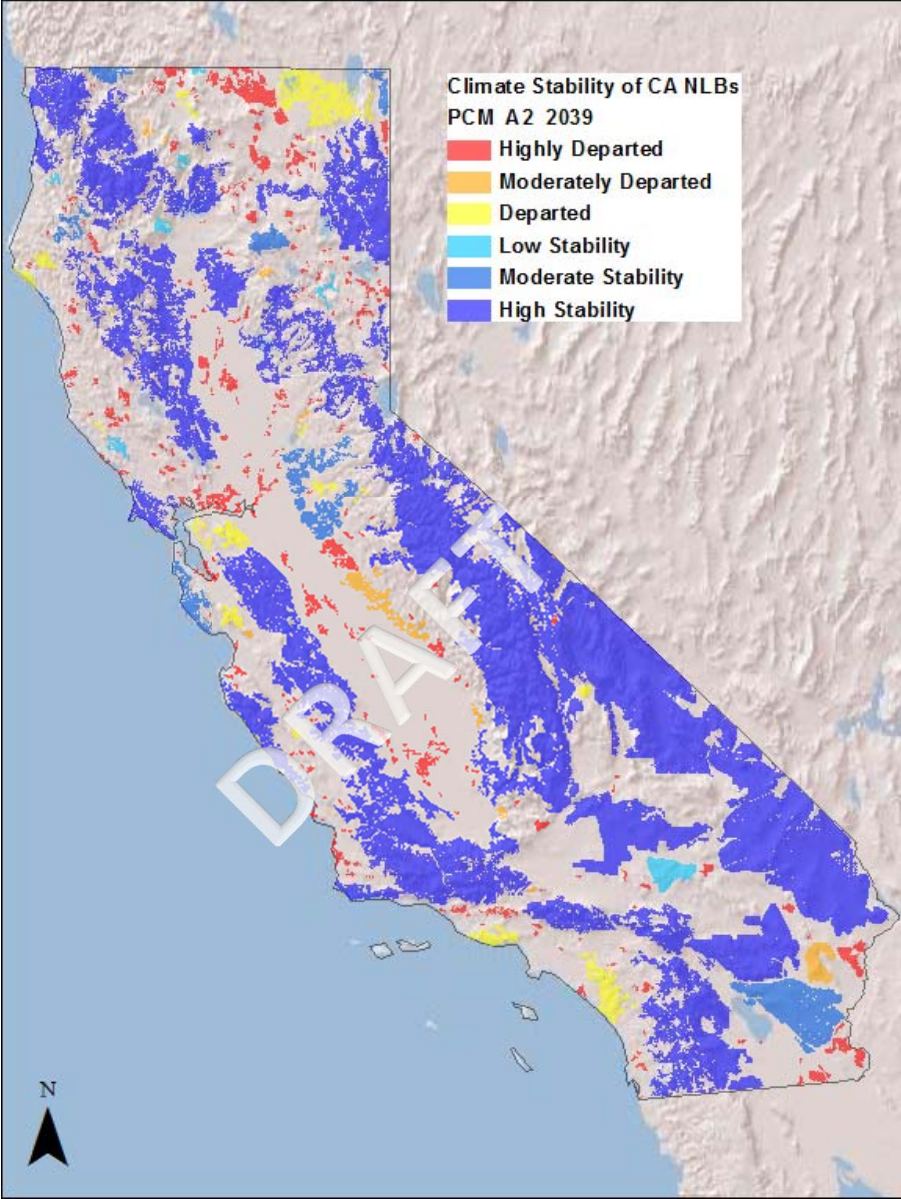 Climate Stability of CA NLBs
PCM A2 2039
Highly Departed
Moderately Departed
Departed
Low Stability
Moderate Stability
High Stability
DRAFT
N